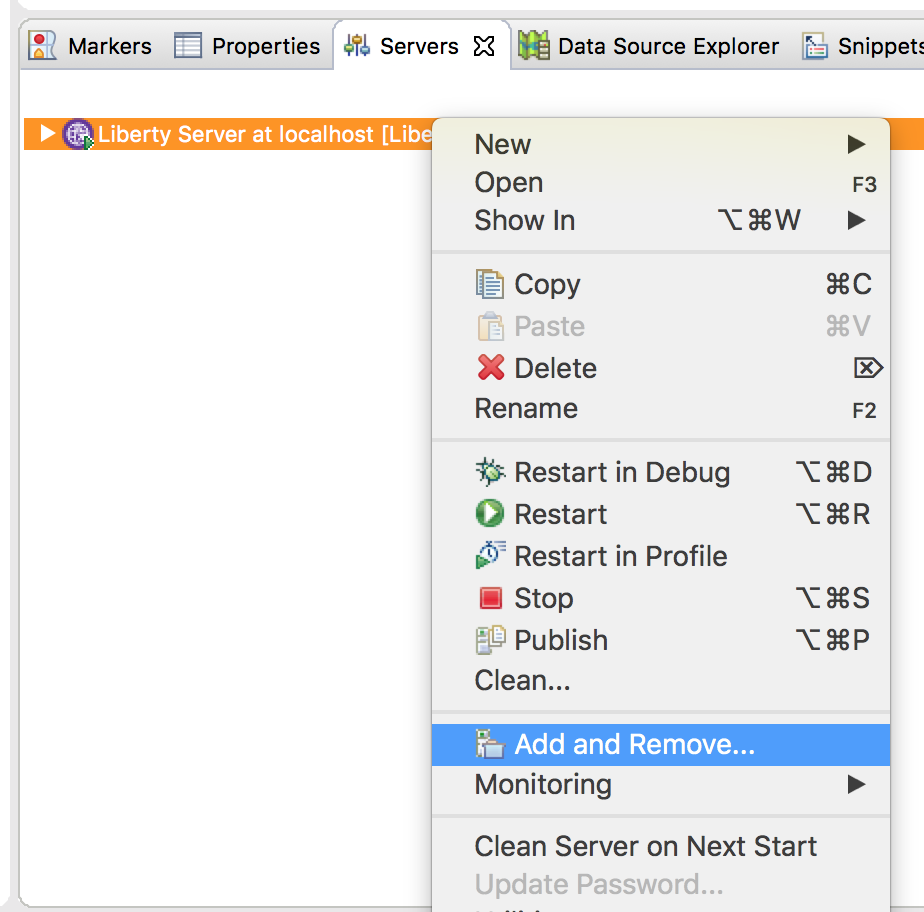 Markers Properties Servers Data Source Explorer Snippets
Liberty Server at localhost [Libe
New
Open F3
Show In ⌥⌘W
Copy ⌘C
Paste ⌘V
Delete ⌦
Rename F2
Restart in Debug ⌥⌘D
Restart ⌥⌘R
Restart in Profile
Stop ⌥⌘S
Publish ⌥⌘P
Clean...
Add and Remove...
Monitoring
Clean Server on Next Start
Update Password...